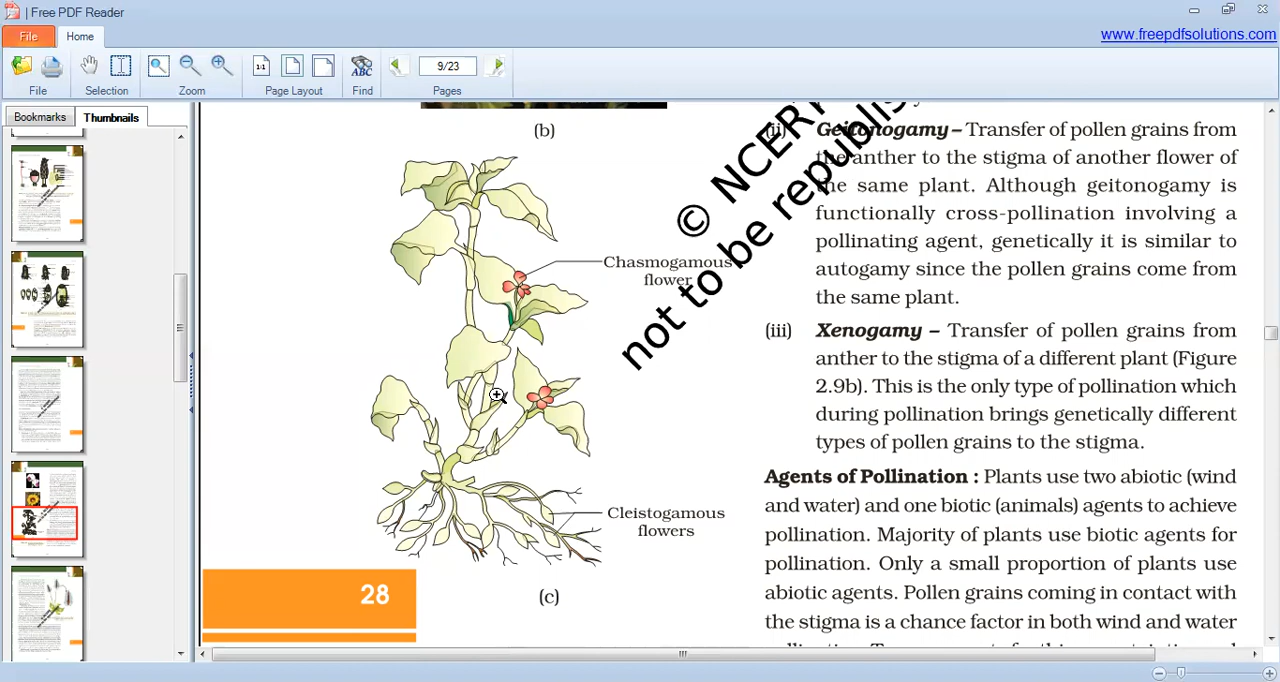 | Free PDF Reader
File
Home
www.freepdfsolutions.com
1:1
ABC
9/23
File
Selection
Zoom
Page Layout
Find
Pages
Bookmarks
Thumbnails
(b)
Chasmogamous
flower
Cleistogamous
flowers
(c)
28
© NCERT
not to be republis
(ii) Geitonogamy – Transfer of pollen grains from
the anther to the stigma of another flower of
the same plant. Although geitonogamy is
functionally cross-pollination involving a
pollinating agent, genetically it is similar to
autogamy since the pollen grains come from
the same plant.
(iii) Xenogamy – Transfer of pollen grains from
anther to the stigma of a different plant (Figure
2.9b). This is the only type of pollination which
during pollination brings genetically different
types of pollen grains to the stigma.
Agents of Pollination : Plants use two abiotic (wind
and water) and one biotic (animals) agents to achieve
pollination. Majority of plants use biotic agents for
pollination. Only a small proportion of plants use
abiotic agents. Pollen grains coming in contact with
the stigma is a chance factor in both wind and water